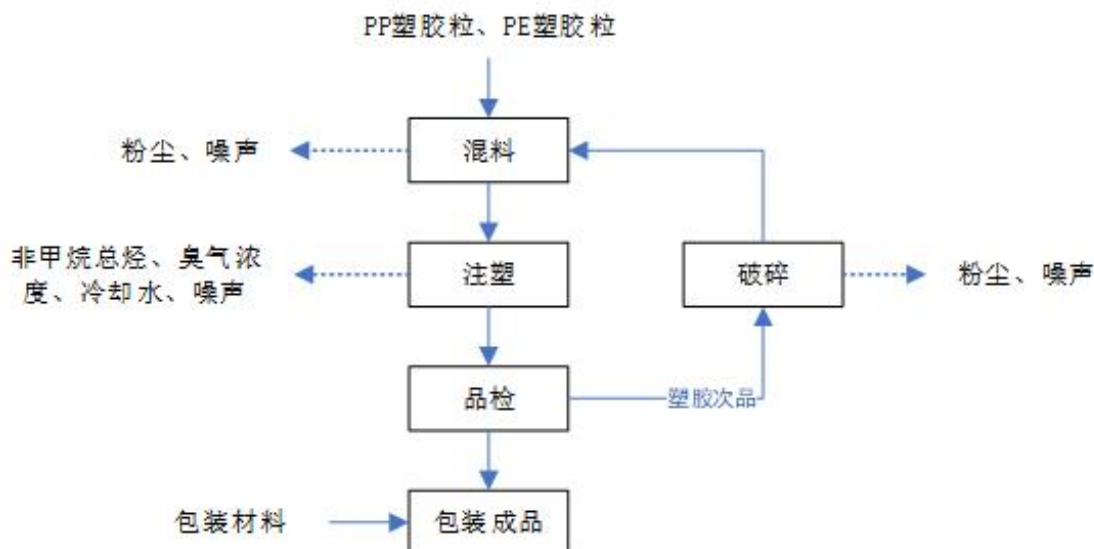 PP塑胶粒、PE塑胶粒
粉尘、噪声
混料
非甲烷总烃、臭气浓
度、冷却水、噪声
注塑
破碎
粉尘、噪声
品检
塑胶次品
包装材料
包装成品